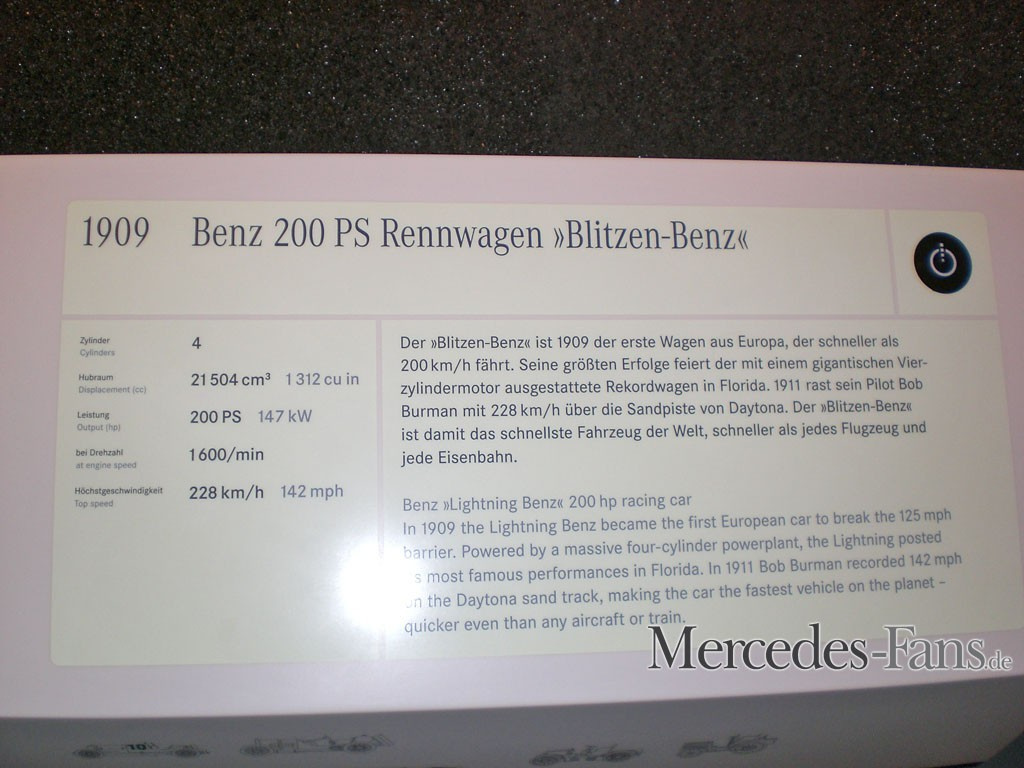 1909 Benz 200 PS Rennwagen »Blitzen-Benz«
Zylinder
Cylinders
4
Hubraum
Displacement (cc)
21 504 cm³ 1 312 cu in
Leistung
Output (hp)
200 PS 147 kW
bei Drehzahl
at engine speed
1600/min
Höchstgeschwindigkeit
Top speed
228 km/h 142 mph
Der »Blitzen-Benz« ist 1909 der erste Wagen aus Europa, der schneller als
200 km/h fährt. Seine größten Erfolge feiert der mit einem gigantischen Vier-
zylindermotor ausgestattete Rekordwagen in Florida. 1911 rast sein Pilot Bob
Burman mit 228 km/h über die Sandpiste von Daytona. Der »Blitzen-Benz«
ist damit das schnellste Fahrzeug der Welt, schneller als jedes Flugzeug und
jede Eisenbahn.
Benz »Lightning Benz« 200 hp racing car
In 1909 the Lightning Benz became the first European car to break the 125 mph
barrier. Powered by a massive four-cylinder powerplant, the Lightning posted
most famous performances in Florida. In 1911 Bob Burman recorded 142 mph
the Daytona sand track, making the car the fastest vehicle on the planet –
quicker even than any aircraft or train.
Mercedes-Fans.de